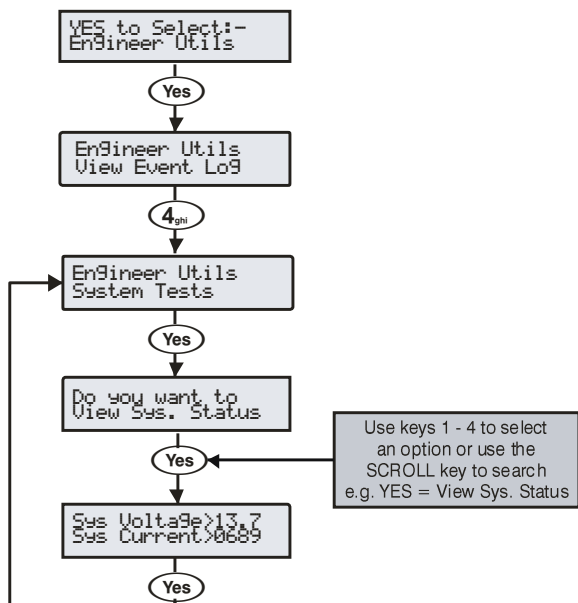 YES to Select:-
Engineer Utils
Yes
Engineer Utils
View Event Log
4ghi
Engineer Utils
System Tests
Yes
Do you want to
View Sys. Status
Yes
Use keys 1 - 4 to select
an option or use the
SCROLL key to search
e.g. YES = View Sys. Status
Sys Voltage>13.7
Sys Current>0689
Yes